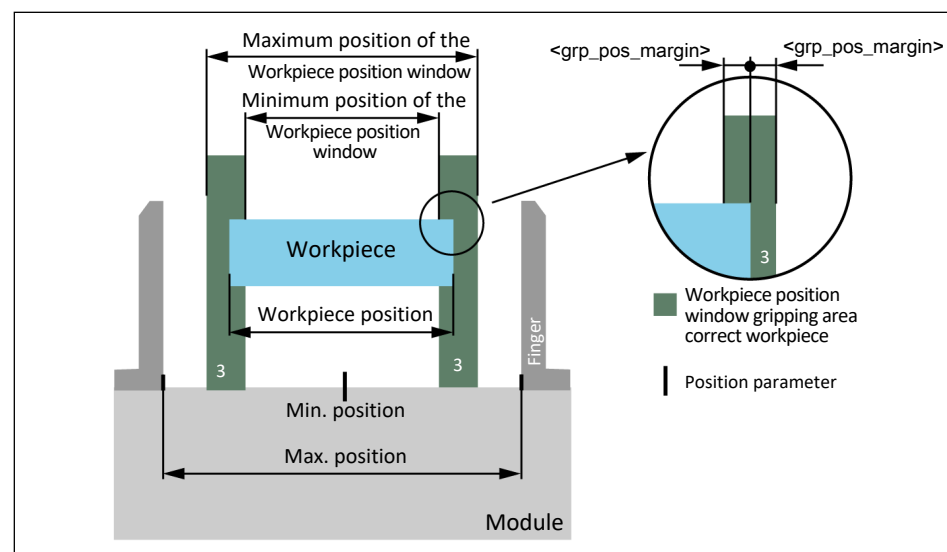 Maximum position of the
Workpiece position window
Minimum position of the
Workpiece position
window
<grp_pos_margin>
<grp_pos_margin>
Workpiece
3
Workpiece position
window gripping area
correct workpiece
Workpiece position
Finger
3
3
Position parameter
Min. position
Max. position
Module